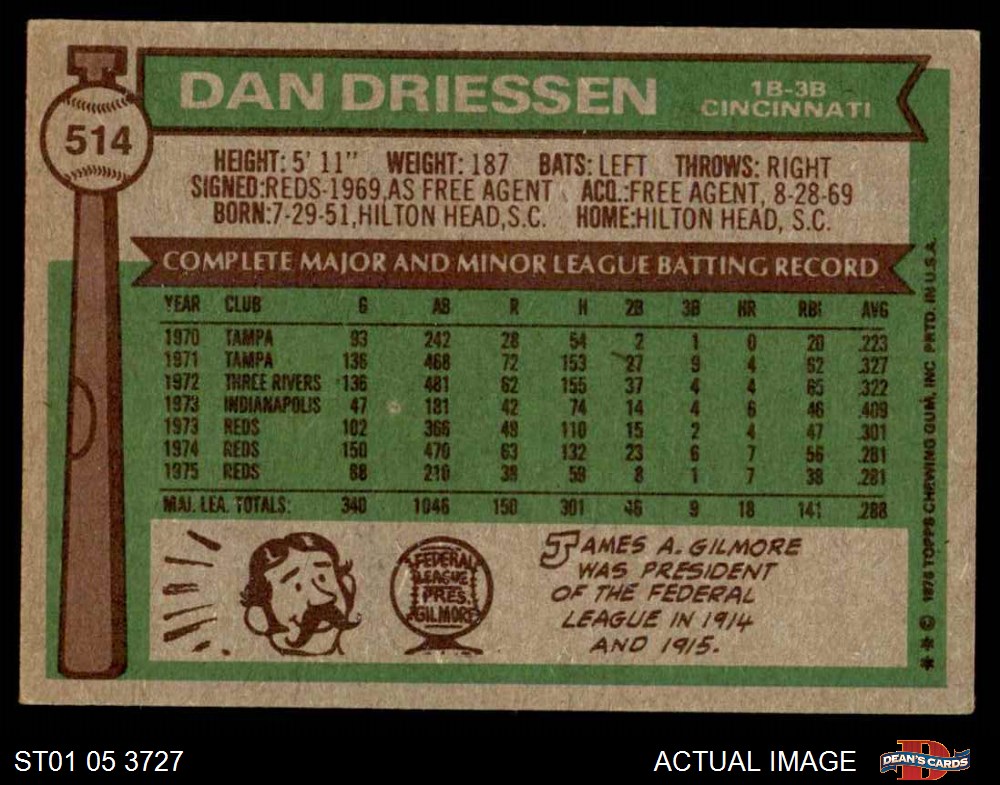 514
DAN DRIESSEN
1B-3B
CINCINNATI
HEIGHT: 5' 11" WEIGHT: 187 BATS: LEFT THROWS: RIGHT
SIGNED:REDS-1969,AS FREE AGENT ACQ.:FREE AGENT, 8-28-69
BORN:7-29-51,HILTON HEAD,S.C. HOME:HILTON HEAD, S.C.
COMPLETE MAJOR AND MINOR LEAGUE BATTING RECORD
YEAR CLUB G AB R H 2B 3B HR RBI AVG
1970 TAMPA 93 242 28 54 2 1 0 20 .223
1971 TAMPA 136 468 72 153 27 9 4 62 .327
1972 THREE RIVERS 136 481 62 155 37 4 4 65 .322
1973 INDIANAPOLIS 47 181 42 74 14 4 6 46 .409
1973 REDS 102 366 49 110 15 2 4 47 .301
1974 REDS 150 470 63 132 23 6 7 56 .281
1975 REDS 88 210 38 59 8 1 7 38 .281
MAJ. LEA. TOTALS: 340 1046 150 301 46 9 18 141 .288
FEDERAL
LEAGUE
PRES.
GILMORE
JAMES A. GILMORE
WAS PRESIDENT
OF THE FEDERAL
LEAGUE IN 1914
AND 1915.
** © 1976 TOPPS CHEWING GUM, INC PRTD. IN U.S.A.
ST01 05 3727
ACTUAL IMAGE
D
DEAN'S CARDS